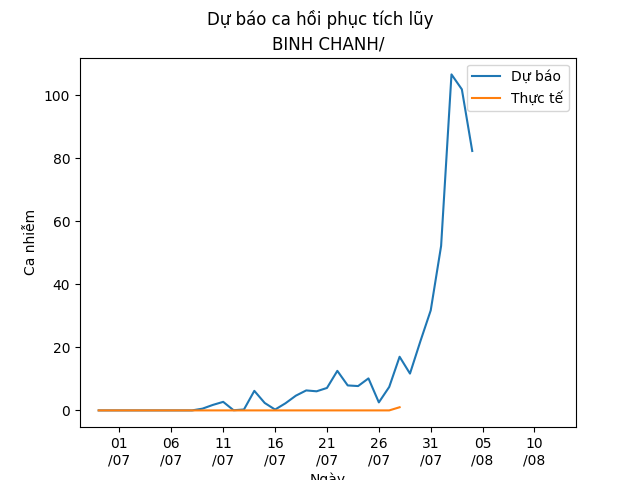 Dự báo ca hồi phục tích lũy
BINH CHANH/
Dự báo
Thực tế
Ca nhiễm
100
80
60
40
20
0
01 06 11 16 21 26 31 05 10
/07 /07 /07 /07 /07 /07 /07 /08 /08
Ngày